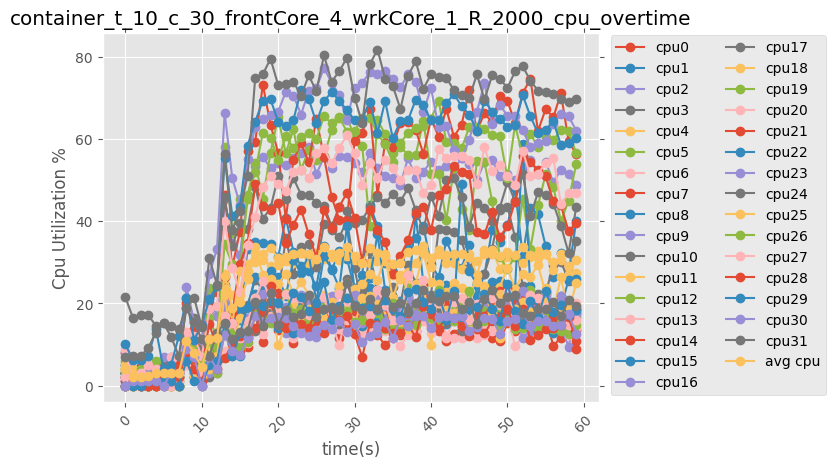 container_t_10_c_30_frontCore_4_wrkCore_1_R_2000_cpu_overtime
Cpu Utilization %
80
60
40
20
0
0
10
20
30
40
50
60
time(s)
cpu0
cpu1
cpu2
cpu3
cpu4
cpu5
cpu6
cpu7
cpu8
cpu9
cpu10
cpu11
cpu12
cpu13
cpu14
cpu15
cpu16
cpu17
cpu18
cpu19
cpu20
cpu21
cpu22
cpu23
cpu24
cpu25
cpu26
cpu27
cpu28
cpu29
cpu30
cpu31
avg cpu